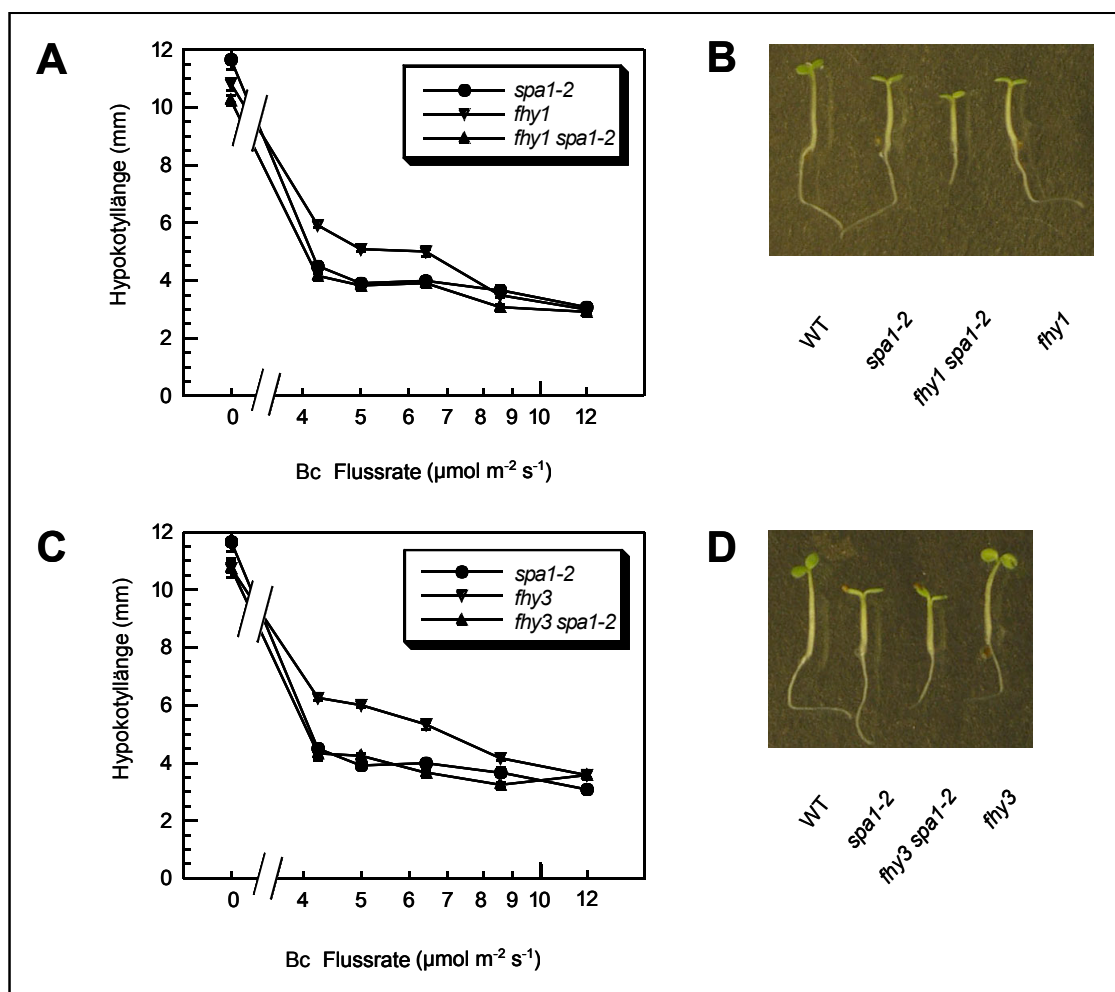 A
Hypokotyllänge (mm)
12
10
8
6
4
2
0
spa1-2
fhy1
fhy1 spa1-2
0 4 5 6 7 8 9 10 12
Bc Flussrate (µmol m⁻² s⁻¹)
B
WT
spa1-2
fhy1 spa1-2
fhy1
C
Hypokotyllänge (mm)
12
10
8
6
4
2
0
spa1-2
fhy3
fhy3 spa1-2
0 4 5 6 7 8 9 10 12
Bc Flussrate (µmol m⁻² s⁻¹)
D
WT
spa1-2
fhy3 spa1-2
fhy3